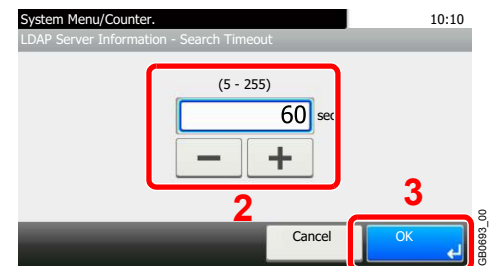 System Menu/Counter. 10:10
LDAP Server Information - Search Timeout
(5 - 255)
60 sec
− +
2
3
Cancel OK
GB0693_00